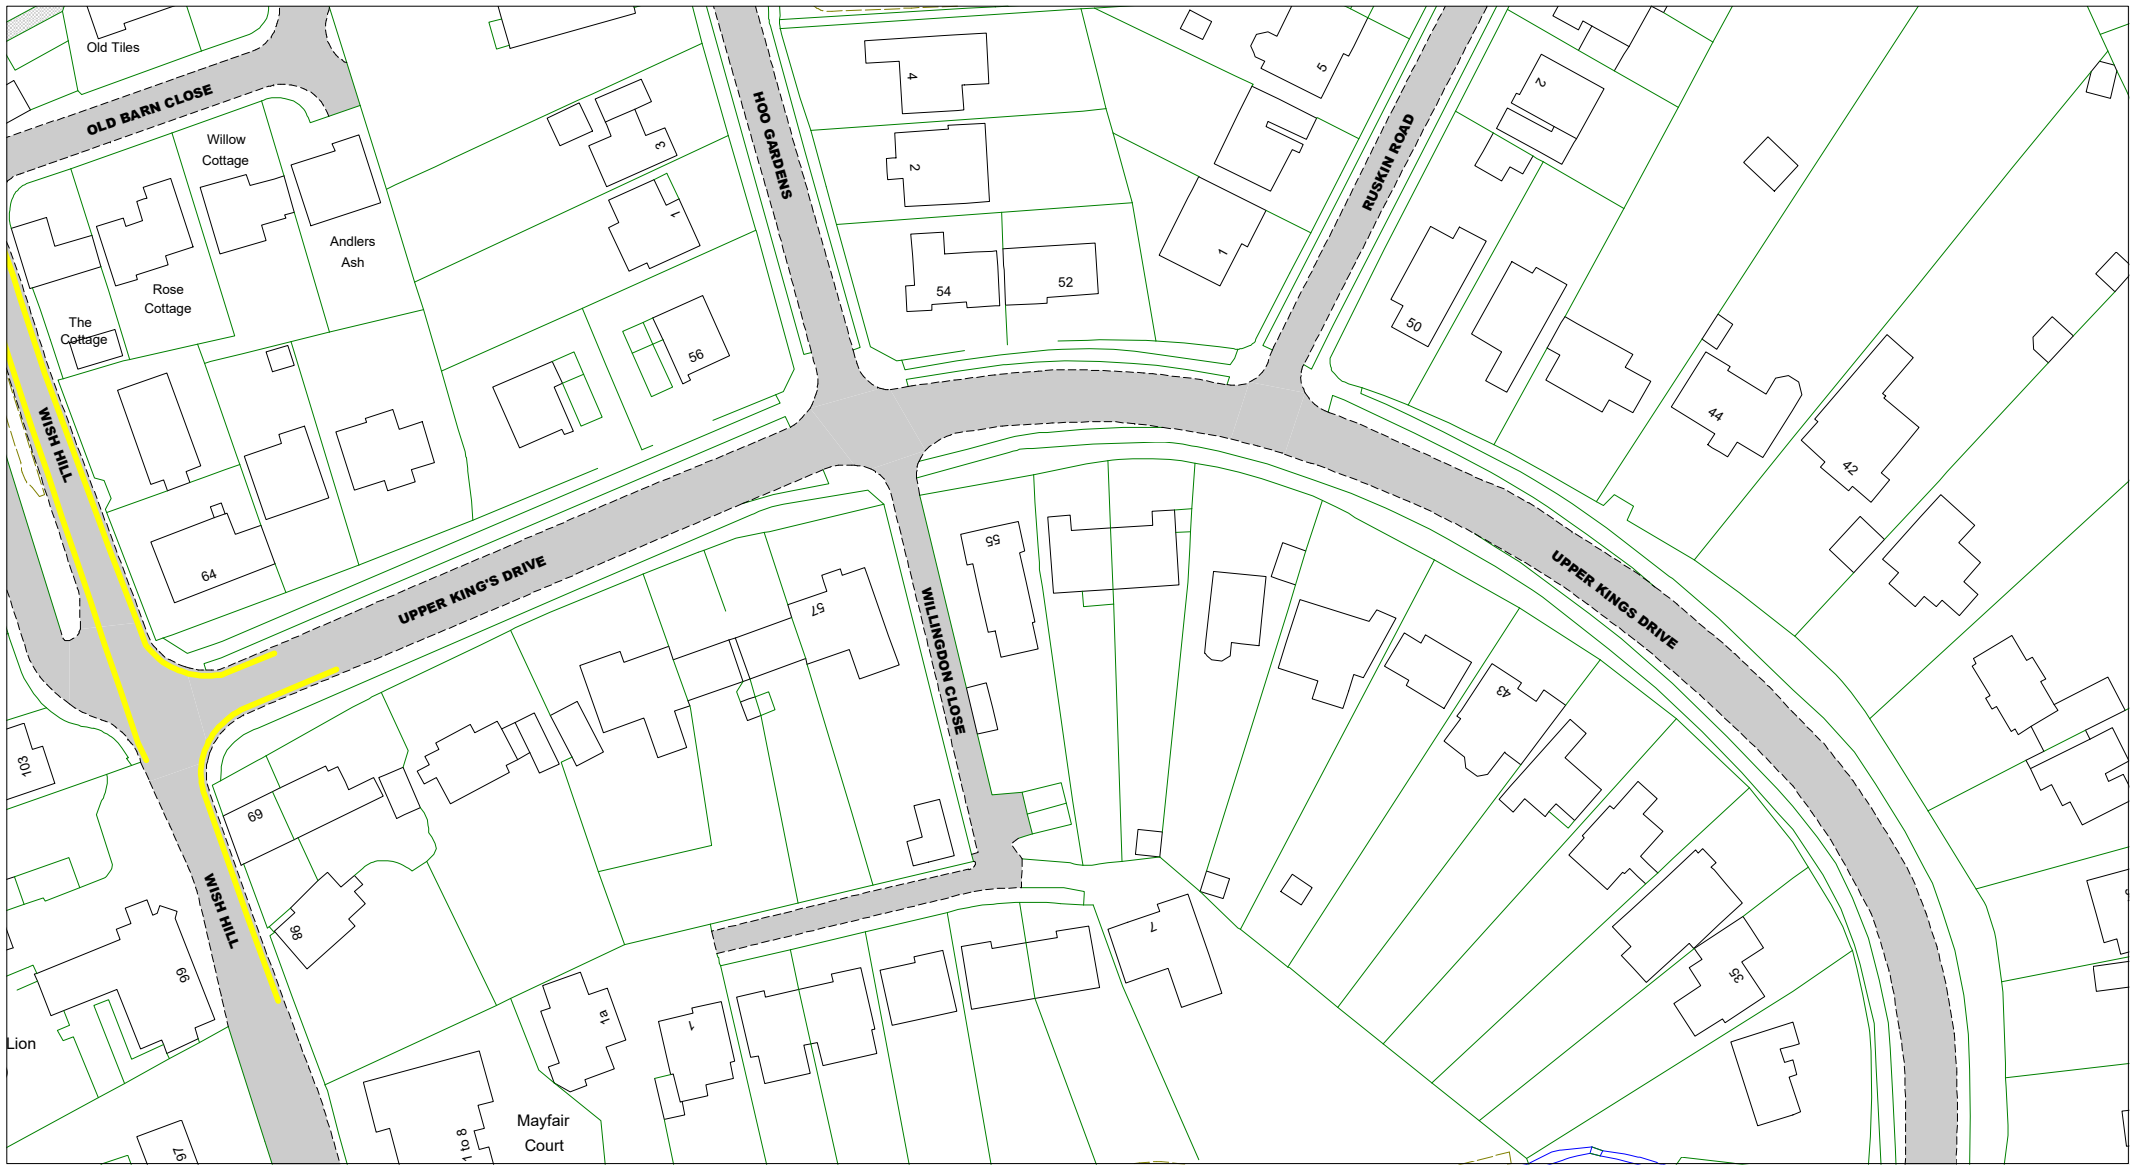 Old Tiles
OLD BARN CLOSE
Willow
Cottage
Andlers
Ash
Rose
Cottage
The
Cottage
WISH HILL
64
3
1
56
HOO GARDENS
4
2
54
52
5
1
RUSKIN ROAD
2
50
44
42
UPPER KING'S DRIVE
UPPER KINGS DRIVE
57
55
WILLINGDON CLOSE
43
35
103
69
86
WISH HILL
99
Lion
97
1a
1
7
Mayfair
Court
1 to 8